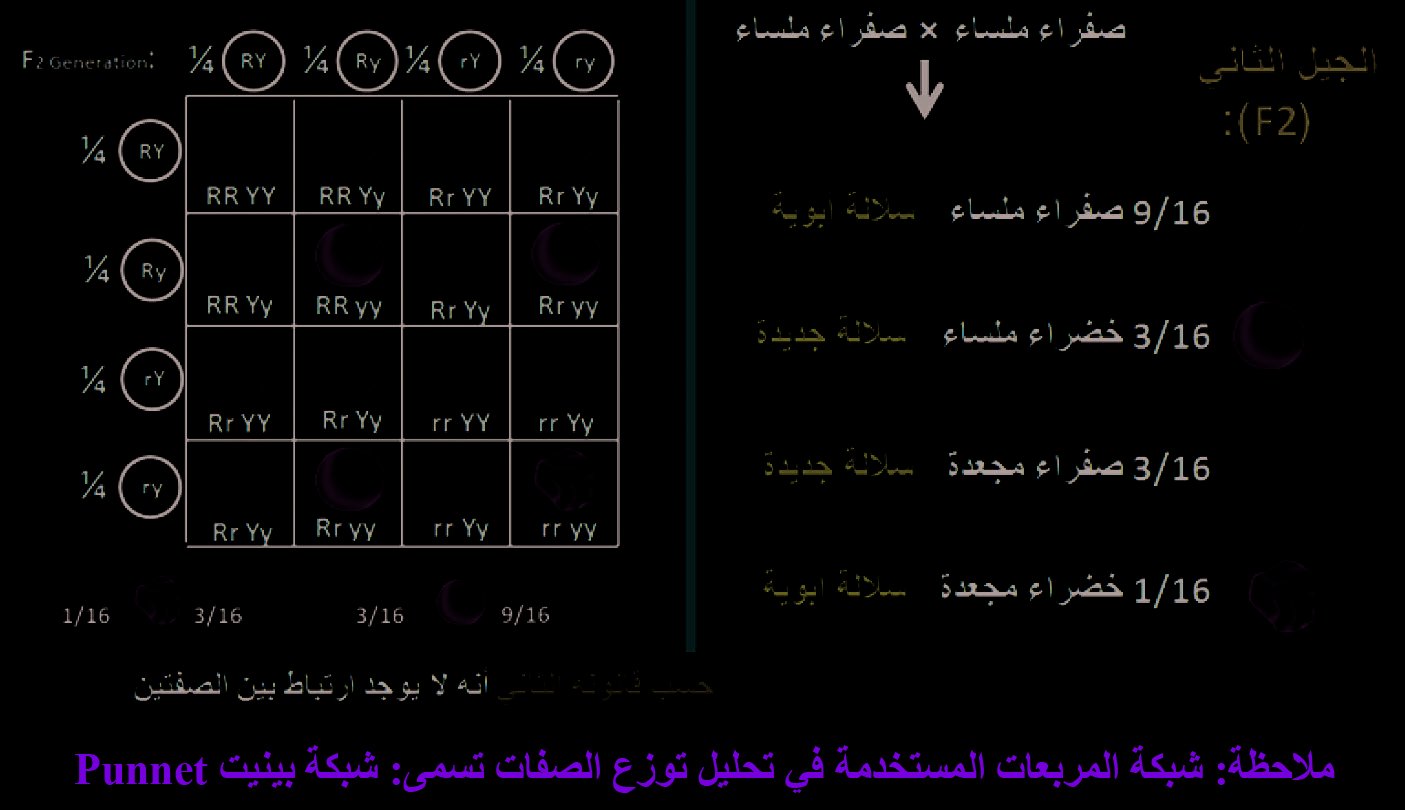 F2 Generation: ¼ RY ¼ Ry ¼ rY ¼ ry
¼ RY
RR YY RR Yy Rr YY Rr Yy
¼ Ry
RR Yy RR yy Rr Yy Rr yy
¼ rY
Rr YY Rr Yy rr YY rr Yy
¼ ry
Rr Yy Rr yy rr Yy rr yy
1/16 3/16 3/16 9/16
صفراء ملساء × صفراء ملساء
الجيل الثاني
(F2):
9/16 صفراء ملساء سلالة ابوية
3/16 خضراء ملساء سلالة جديدة
3/16 صفراء مجعدة سلالة جديدة
1/16 خضراء مجعدة سلالة ابوية
حسب قانونه الثاني أنه لا يوجد ارتباط بين الصفتين
ملاحظة: شبكة المربعات المستخدمة في تحليل توزع الصفات تسمى: شبكة بينيت Punnet